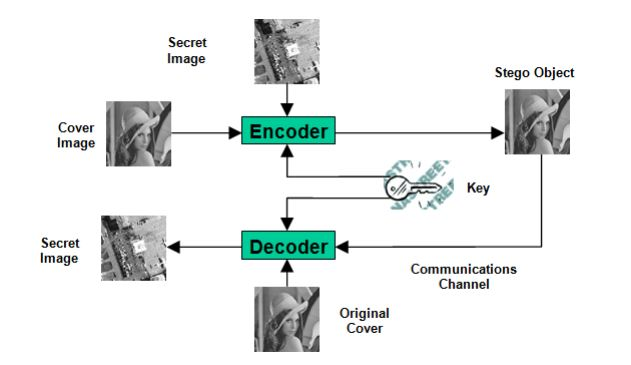 Secret
Image
Stego Object
Cover
Image
Encoder
Key
Secret
Image
Decoder
Communications
Channel
Original
Cover